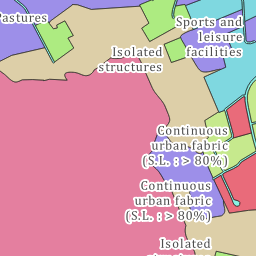 Pastures
Sports and
leisure
facilities
Isolated
structures
Continuous
urban fabric
(S.L. : > 80%)
Continuous
urban fabric
(S.L. : > 80%)
Isolated